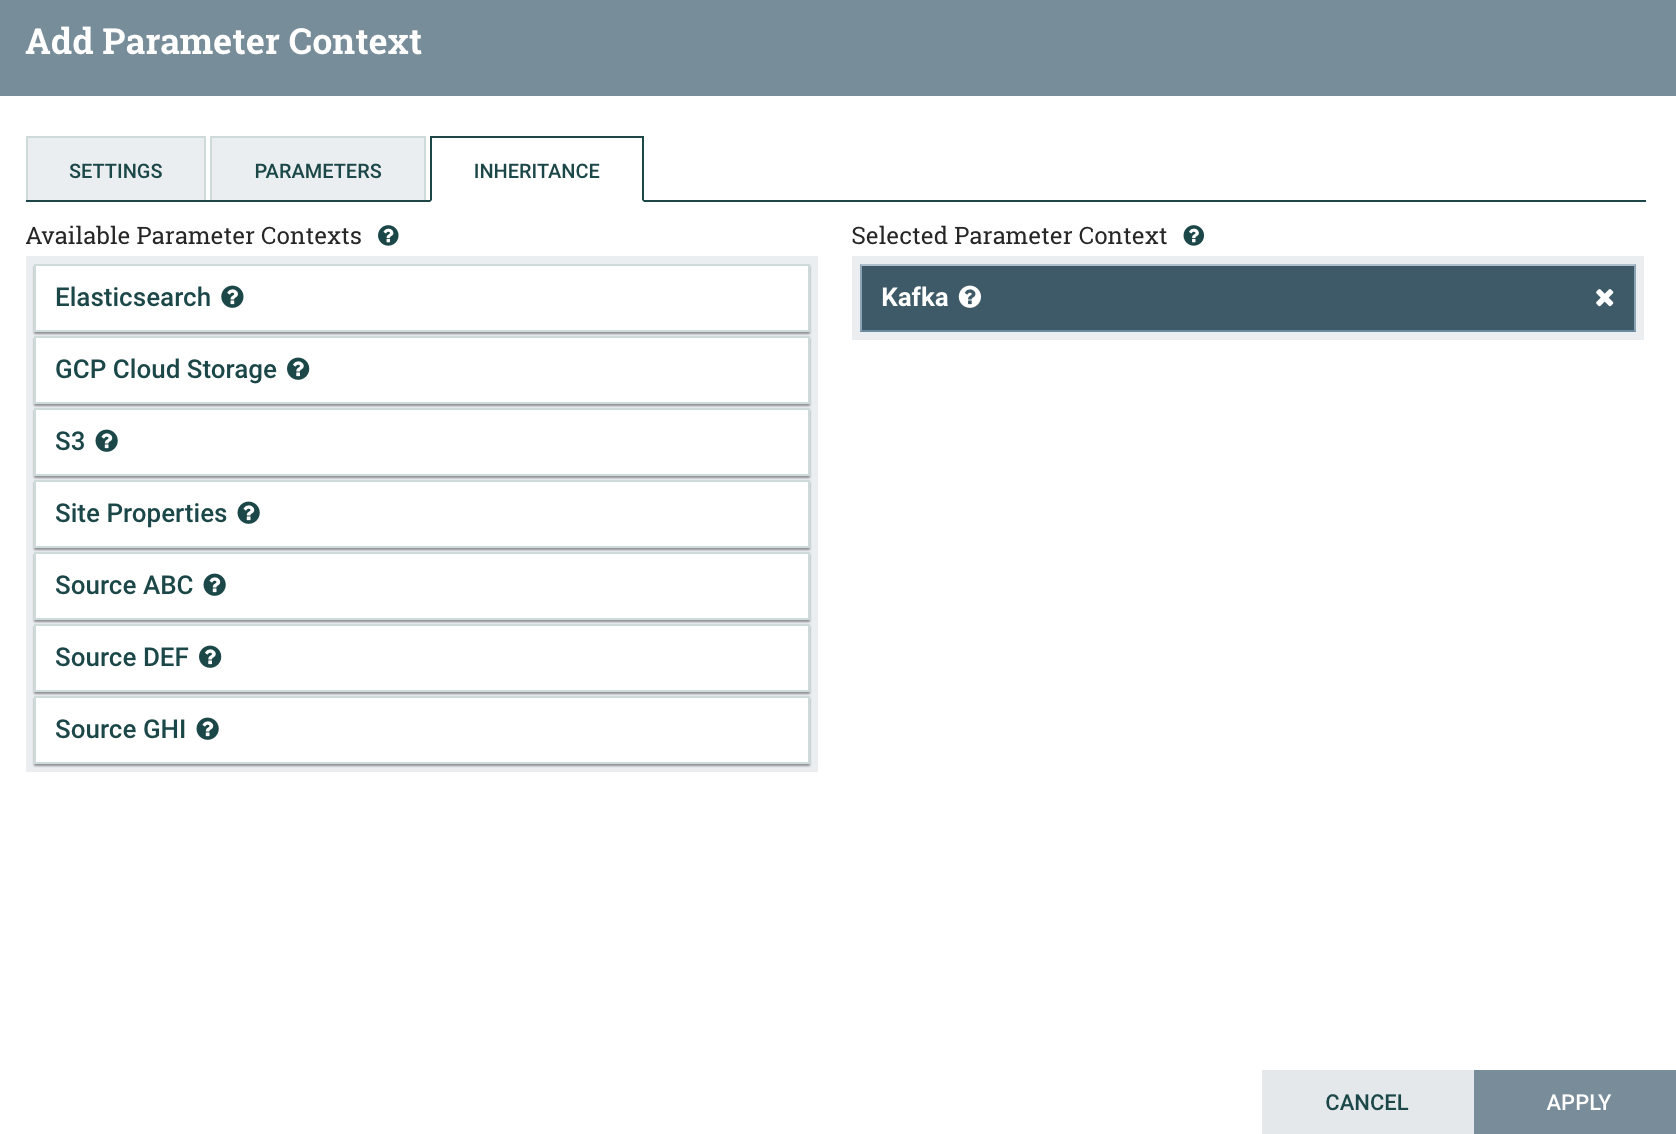 Add Parameter Context
SETTINGS
PARAMETERS
INHERITANCE
Available Parameter Contexts
Elasticsearch
GCP Cloud Storage
S3
Site Properties
Source ABC
Source DEF
Source GHI
Selected Parameter Context
Kafka
CANCEL
APPLY